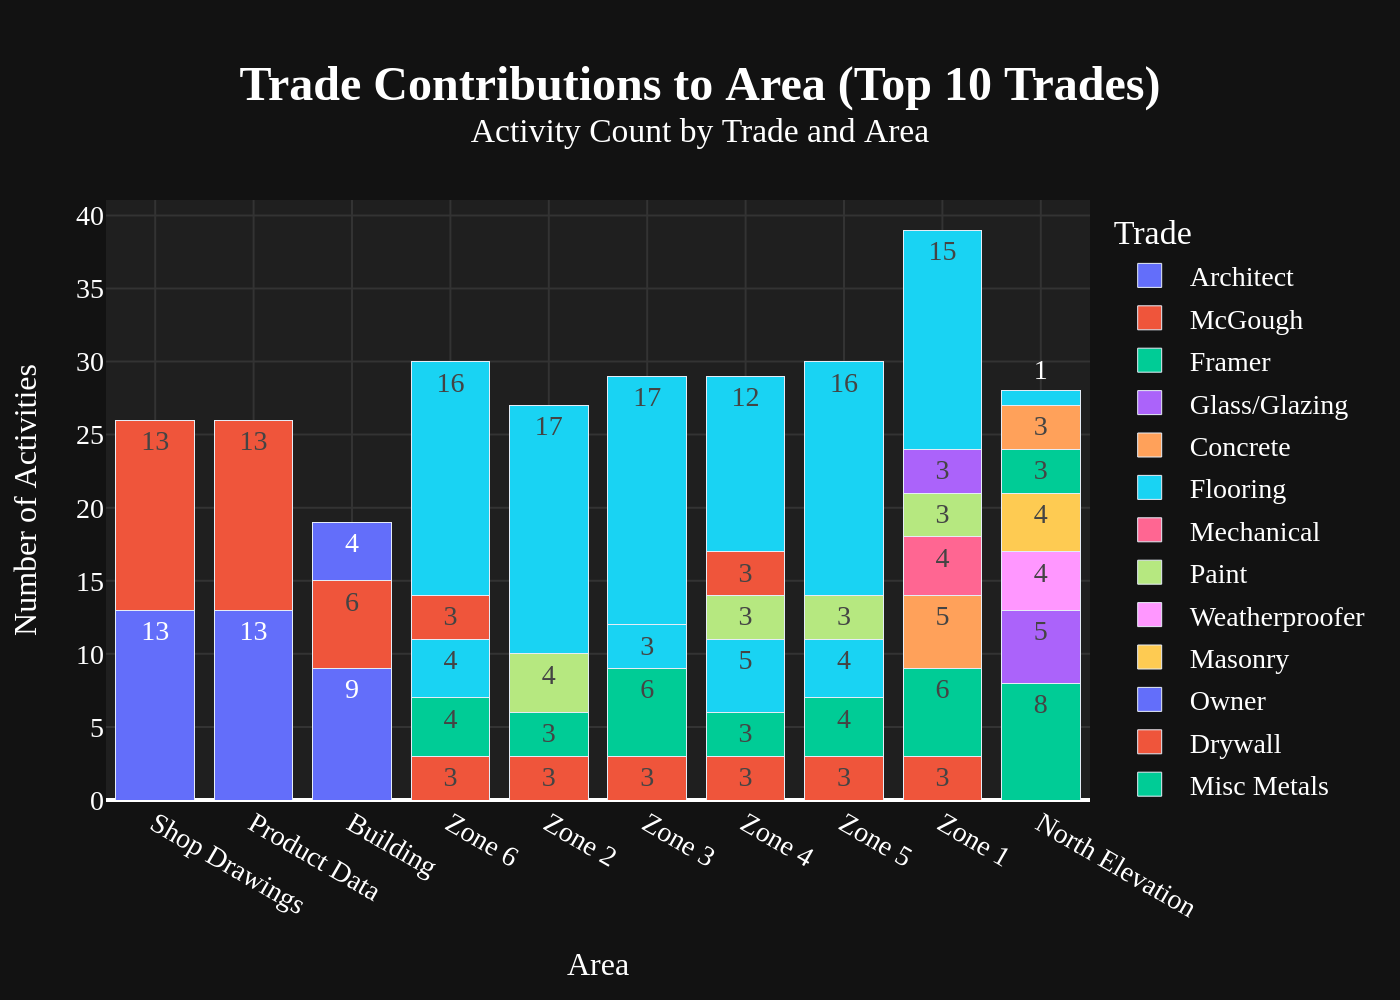 Trade Contributions to Area (Top 10 Trades)
Activity Count by Trade and Area
Number of Activities
40
35
30
25
20
15
10
5
0
13
13
13
13
4
6
9
16
3
4
4
3
17
4
3
3
17
3
6
3
12
3
3
5
3
3
16
3
4
4
3
15
3
3
4
5
6
3
1
3
3
4
4
5
8
Shop Drawings
Product Data
Building
Zone 6
Zone 2
Zone 3
Zone 4
Zone 5
Zone 1
North Elevation
Area
Trade
Architect
McGough
Framer
Glass/Glazing
Concrete
Flooring
Mechanical
Paint
Weatherproofer
Masonry
Owner
Drywall
Misc Metals